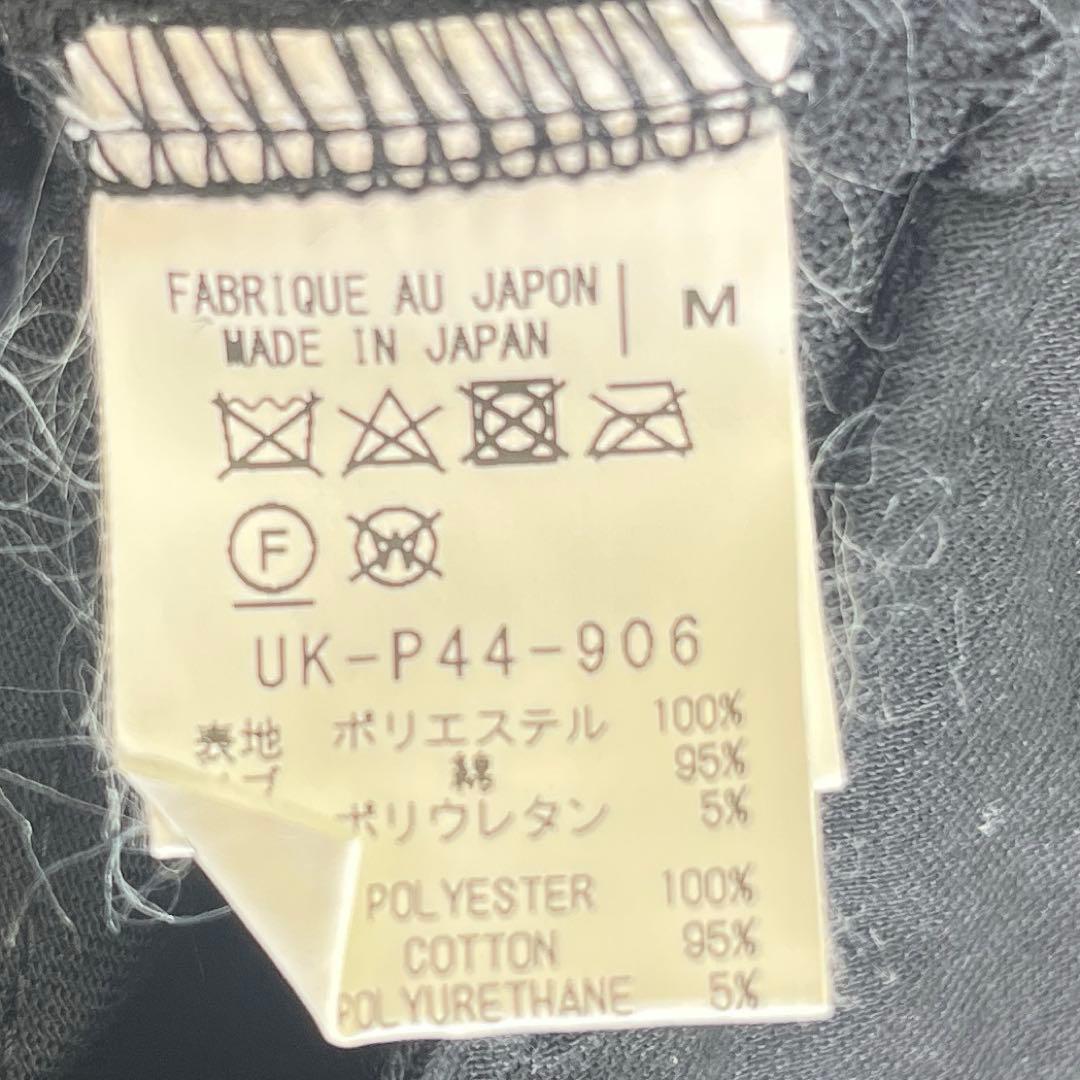 FABRIQUE AU JAPON
MADE IN JAPAN
M
F
W
UK-P44-906
表地 ポリエステル 100%
綿 95%
ポリウレタン 5%
POLYESTER 100%
COTTON 95%
POLYURETHANE 5%